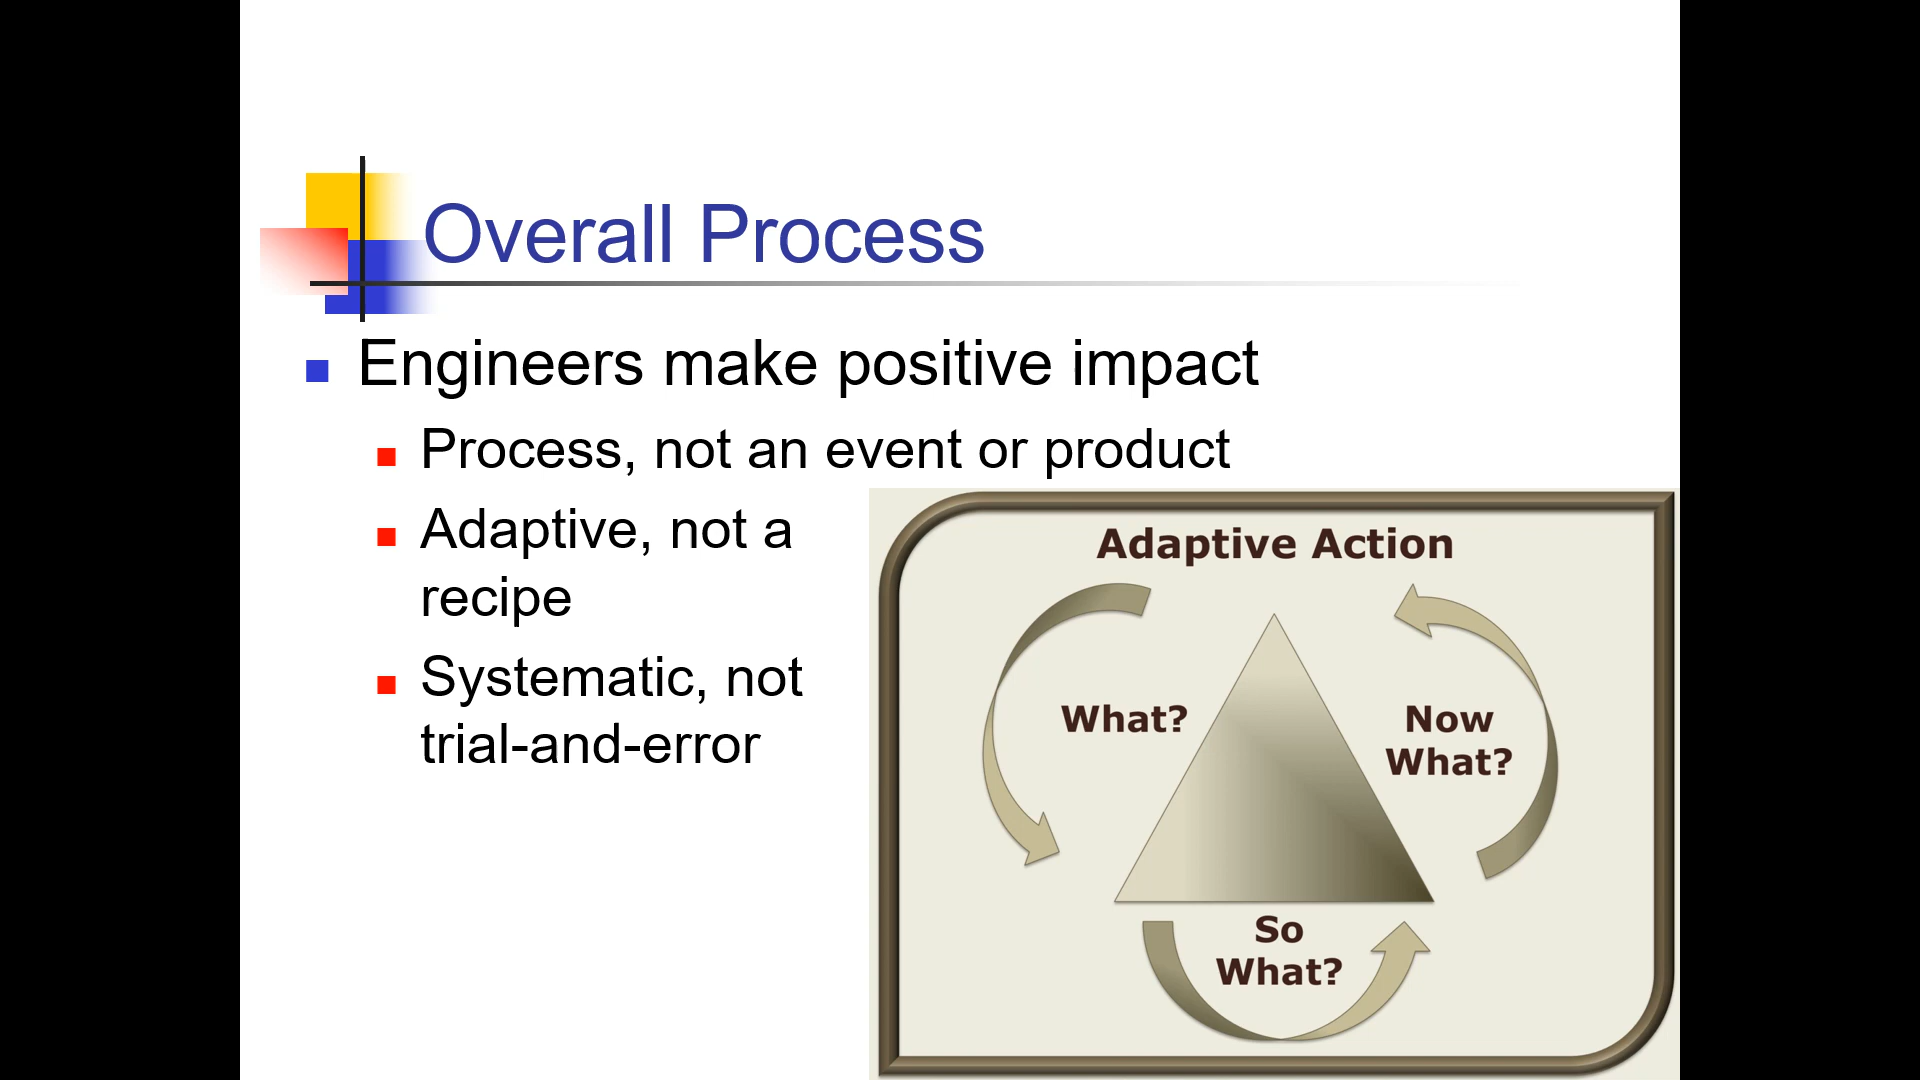 Overall Process
Engineers make positive impact
Process, not an event or product
Adaptive, not a
recipe
Systematic, not
trial-and-error
Adaptive Action
What?
Now
What?
So
What?